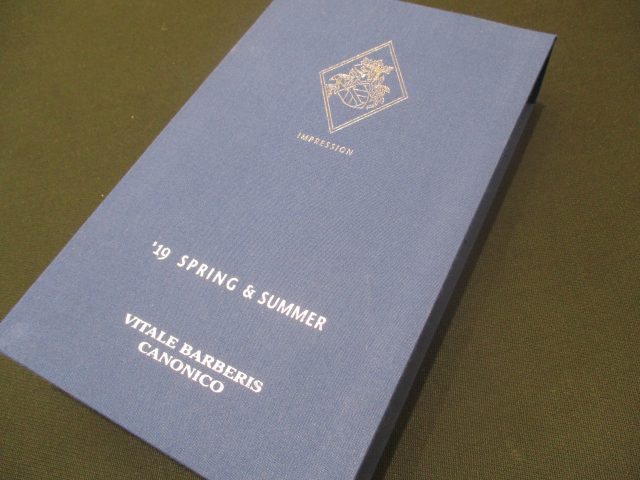 IMPRESSION
'19 SPRING & SUMMER
VITALE BARBERIS
CANONICO